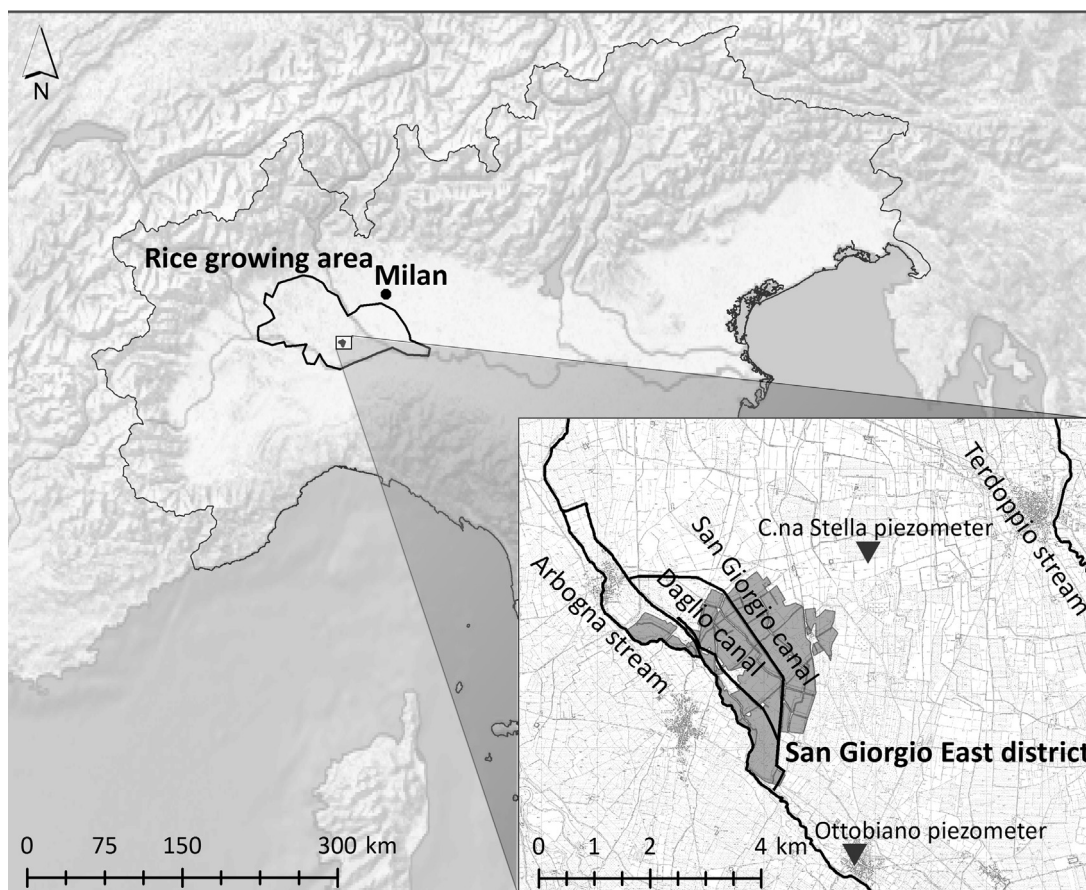 N
Rice growing area
Milan
Terdoppio stream
C.na Stella piezometer
San Giorgio canal
Daglio canal
Arbogna stream
San Giorgio East district
Ottobiano piezometer
0 75 150 300 km
0 1 2 4 km